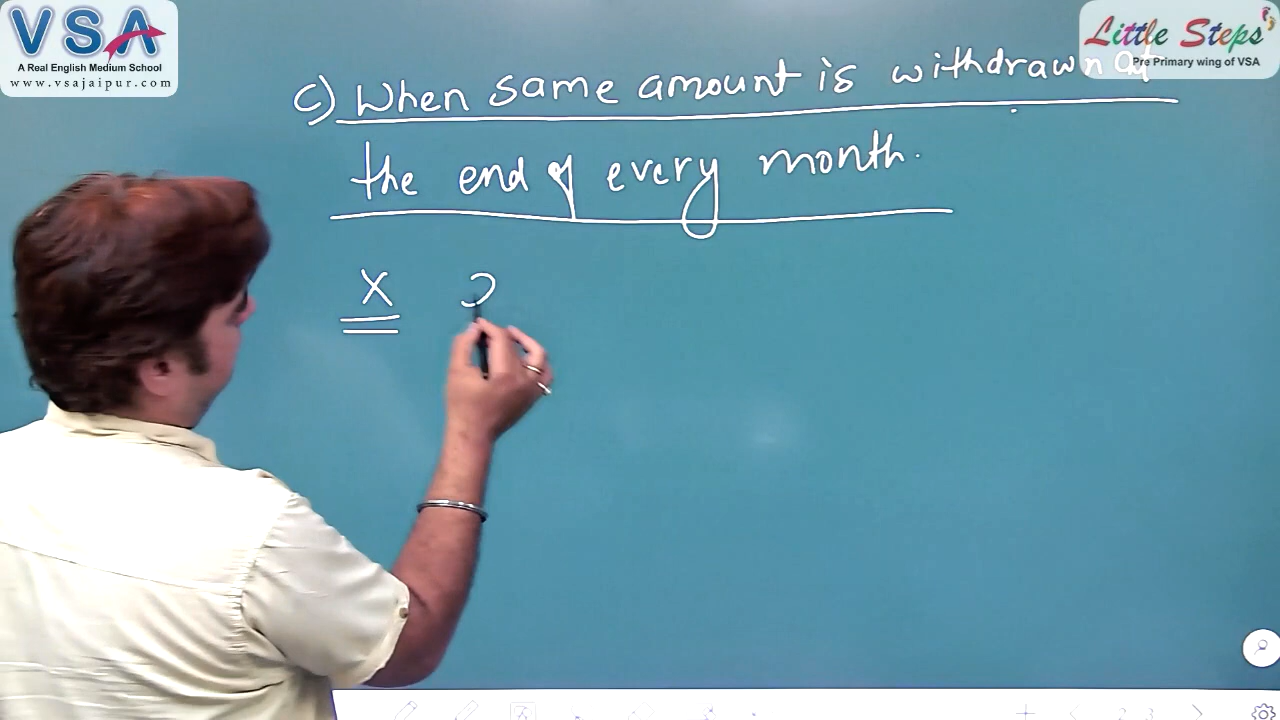 VSA
A Real English Medium School
www.vsajaipur.com
Little Steps
Pre Primary wing of VSA
c) When same amount is withdrawn at
the end of every month.
X